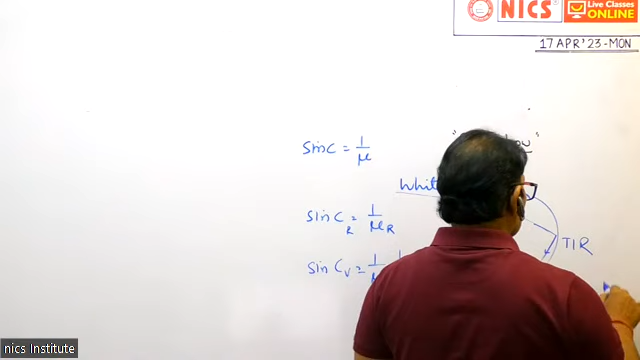 NICS
Live Classes
ONLINE
17 APR'23-MON
Sin C = 1/μ
White
Sin C_R = 1/μ_R
TIR
Sin C_V = 1
nics Institute